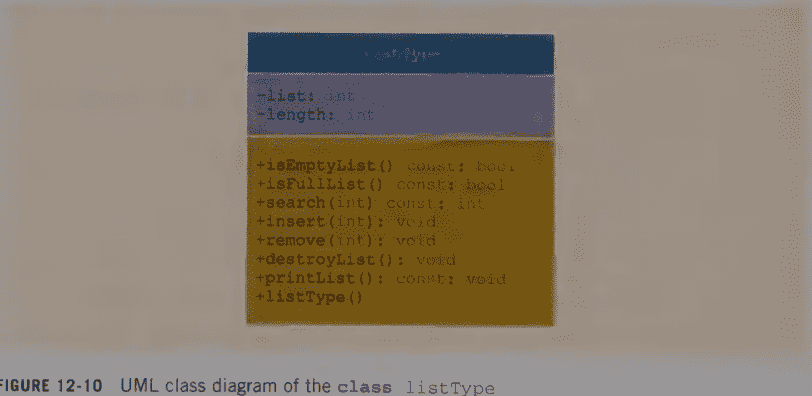 listType
-list: int
-length: int
+isEmptyList() const: bool
+isFullList() const: bool
+search(int) const: int
+insert(int): void
+remove(int): void
+destroyList(): void
+printList(): const: void
+listType()
FIGURE 12-10 UML class diagram of the class listType